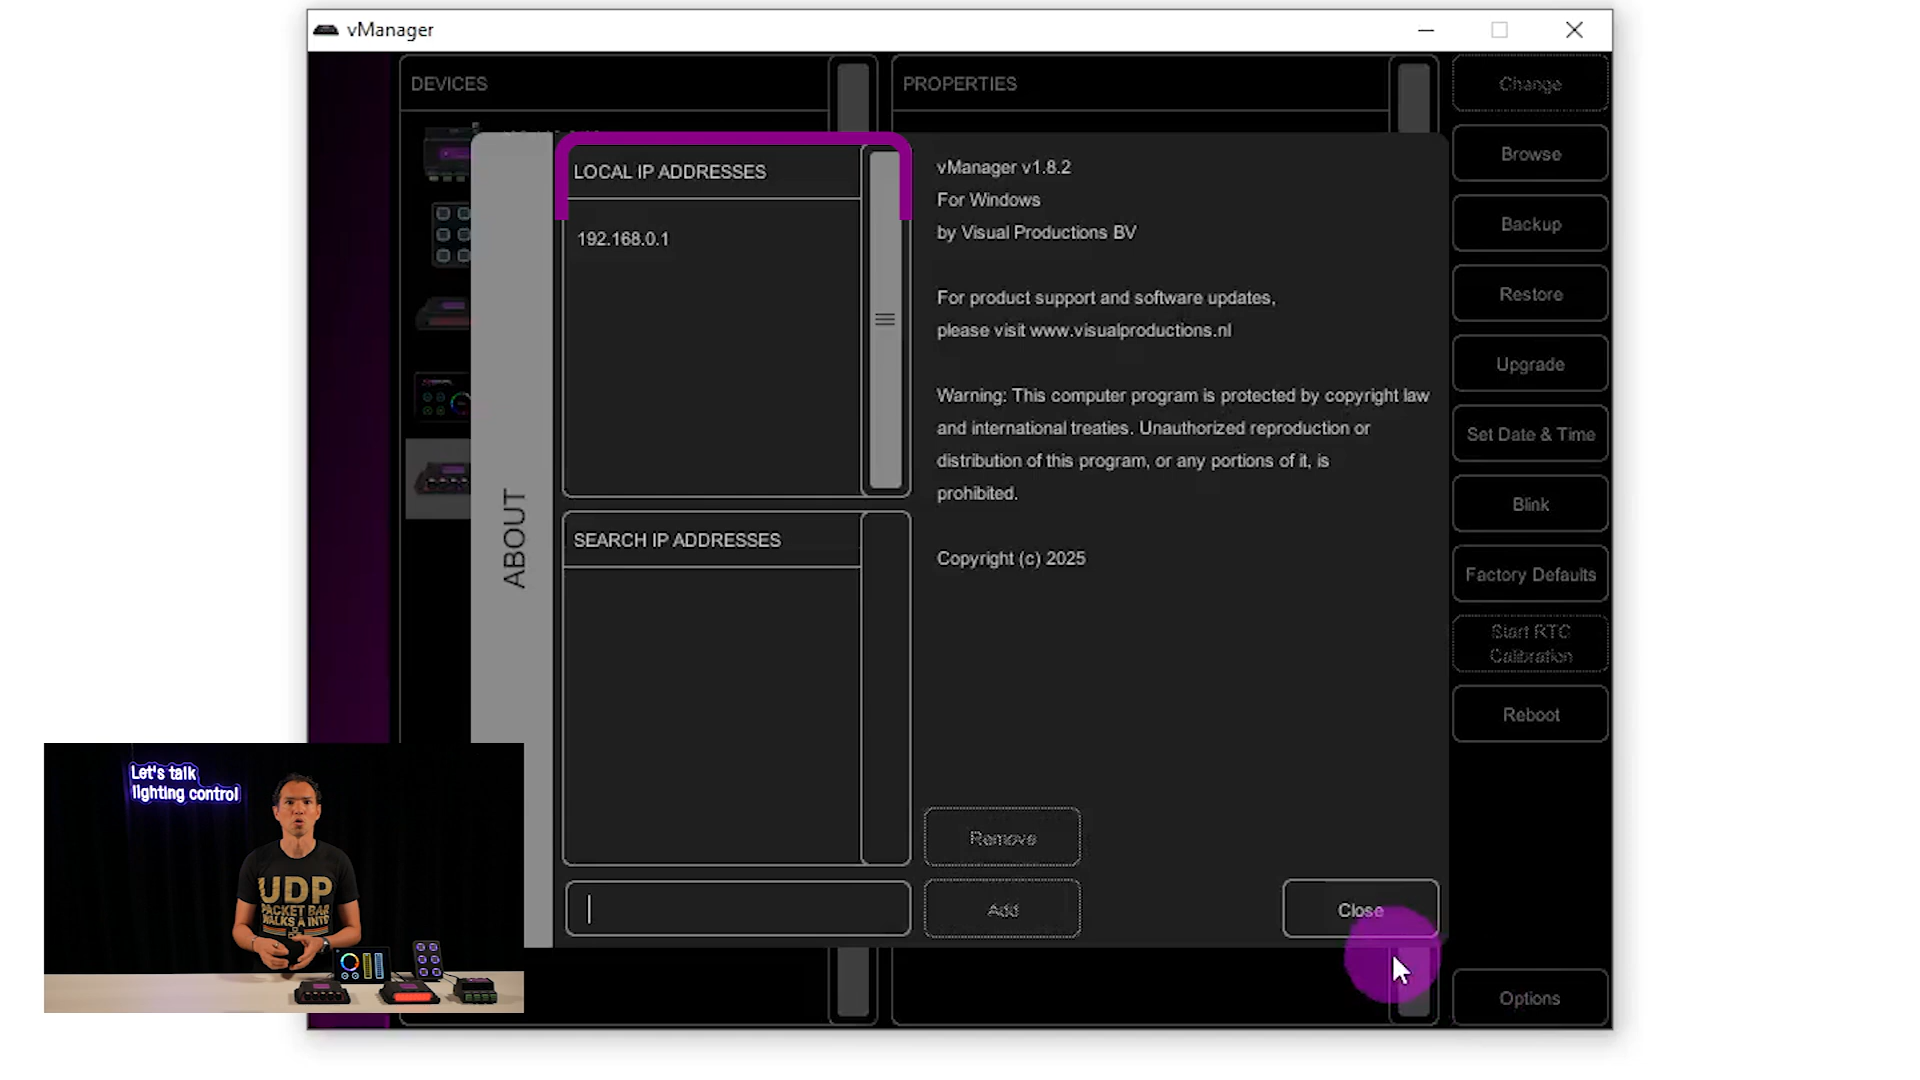 vManager
DEVICES
PROPERTIES
Change
Browse
Backup
Restore
Upgrade
Set Date & Time
Blink
Factory Defaults
Start RTC
Calibration
Reboot
Options
ABOUT
LOCAL IP ADDRESSES
192.168.0.1
SEARCH IP ADDRESSES
vManager v1.8.2
For Windows
by Visual Productions BV
For product support and software updates,
please visit www.visualproductions.nl
Warning: This computer program is protected by copyright law
and international treaties. Unauthorized reproduction or
distribution of this program, or any portions of it, is
prohibited.
Copyright (c) 2025
Remove
Add
Close
Let's talk
lighting control
UDP
PACKET BAR
WALKS A INTO